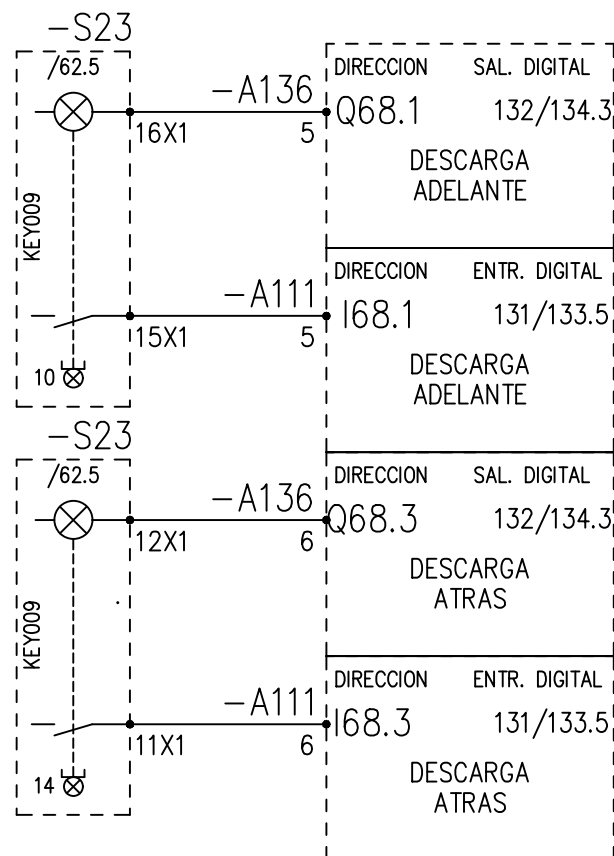 -S23
/62.5
DIRECCION SAL. DIGITAL
-A136
Q68.1 132/134.3
16X1 5
DESCARGA
ADELANTE
KEY009
DIRECCION ENTR. DIGITAL
-A111
I68.1 131/133.5
15X1 5
DESCARGA
ADELANTE
10
-S23
/62.5
DIRECCION SAL. DIGITAL
-A136
Q68.3 132/134.3
12X1 6
DESCARGA
ATRAS
KEY009
DIRECCION ENTR. DIGITAL
-A111
I68.3 131/133.5
11X1 6
DESCARGA
ATRAS
14